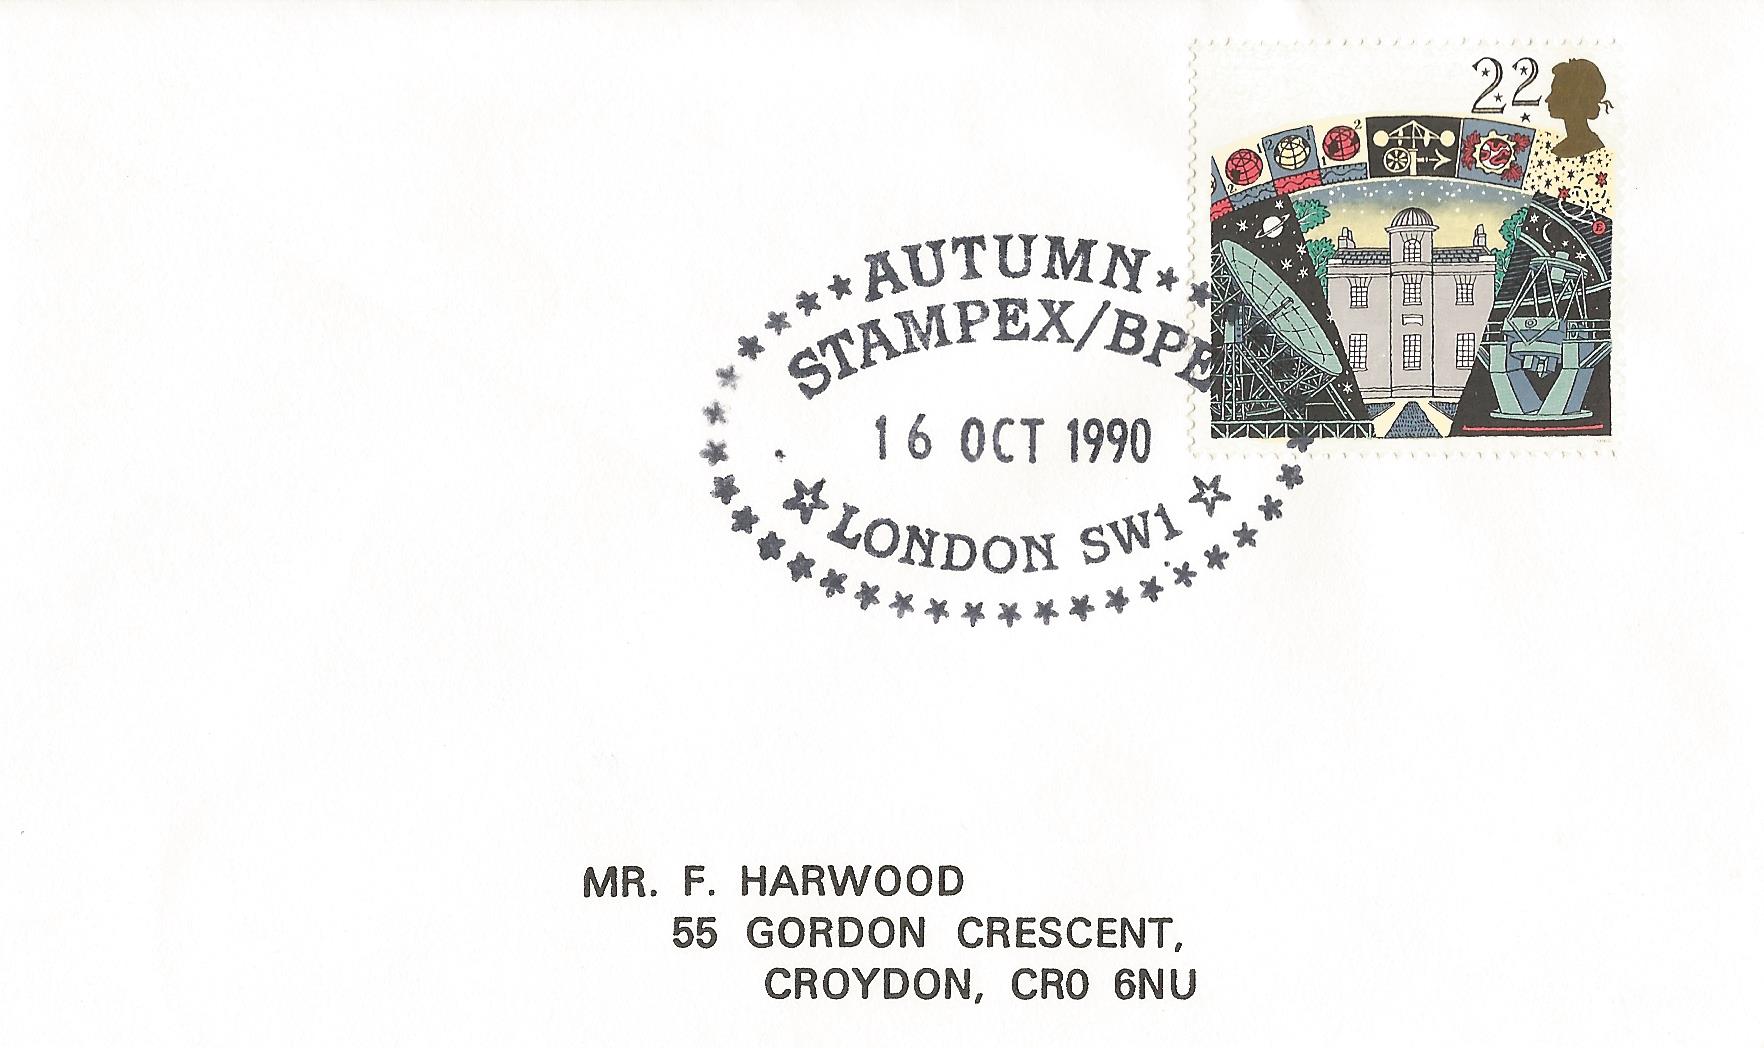 22
AUTUMN
STAMPEX/BPE
16 OCT 1990
LONDON SW1
MR. F. HARWOOD
55 GORDON CRESCENT,
CROYDON, CR0 6NU